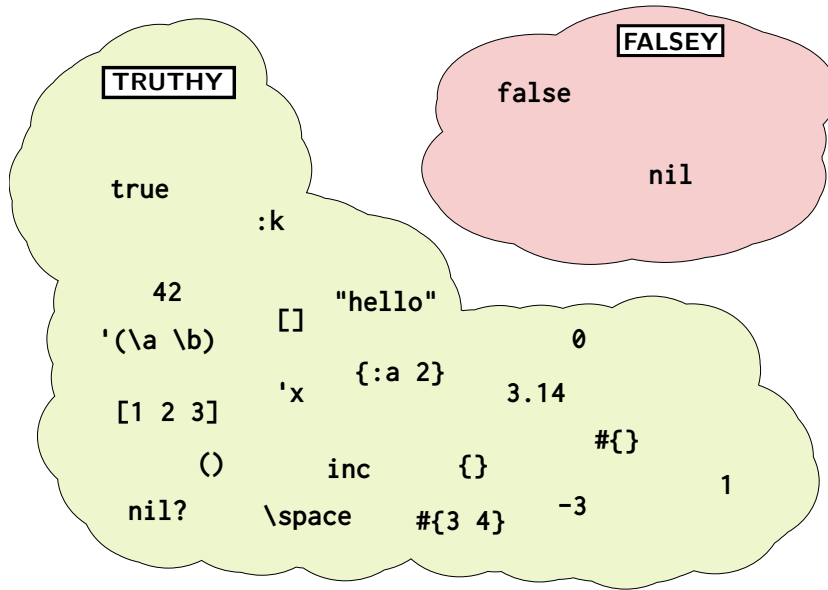 TRUTHY
true
:k
42
"hello"
[]
'(\a \b)
{:a 2}
'x
[1 2 3]
()
inc
{}
nil?
\space
#{3 4}
0
3.14
#{}
-3
1
FALSEY
false
nil